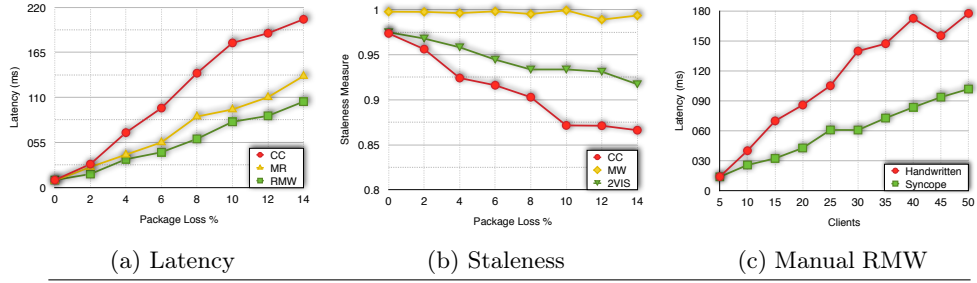 220
165
110
055
0
Latency (ms)
0 2 4 6 8 10 12 14
Package Loss %
CC
MR
RMW
(a) Latency
1
0.95
0.9
0.85
0.8
Staleness Measure
0 2 4 6 8 10 12 14
Package Loss %
CC
MW
2VIS
(b) Staleness
180
150
120
090
060
030
0
Latency (ms)
5 10 15 20 25 30 35 40 45 50
Clients
Handwritten
Syncope
(c) Manual RMW